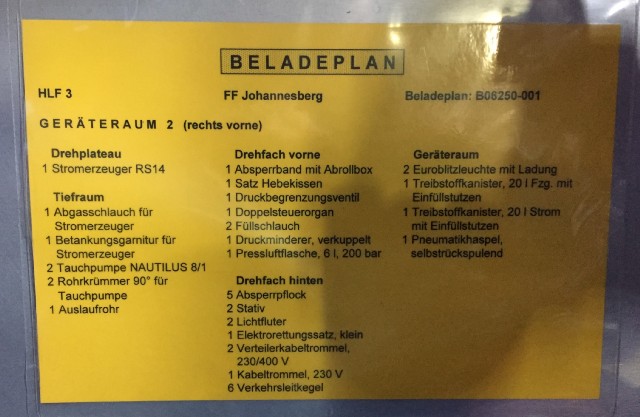 BELADEPLAN
HLF 3
FF Johannesberg
Beladeplan: B06250-001
GERÄTERAUM 2 (rechts vorne)
Drehplateau
1 Stromerzeuger RS14
Tiefraum
1 Abgasschlauch für
Stromerzeuger
1 Betankungsgarnitur für
Stromerzeuger
2 Tauchpumpe NAUTILUS 8/1
2 Rohrkrümmer 90° für
Tauchpumpe
1 Auslaufrohr
Drehfach vorne
1 Absperrband mit Abrollbox
1 Satz Hebekissen
1 Druckbegrenzungsventil
1 Doppelsteuerorgan
2 Füllschlauch
1 Druckminderer, verkuppelt
1 Pressluftflasche, 6 l, 200 bar
Drehfach hinten
5 Absperrpflock
2 Stativ
2 Lichtfluter
1 Elektrorettungssatz, klein
2 Verteilerkabeltrommel,
230/400 V
1 Kabeltrommel, 230 V
6 Verkehrsleitkegel
Geräteraum
2 Euroblitzleuchte mit Ladung
1 Treibstoffkanister, 20 l Fzg. mit
Einfüllstutzen
1 Treibstoffkanister, 20 l Strom
mit Einfüllstutzen
1 Pneumatikhaspel,
selbstrückspulend